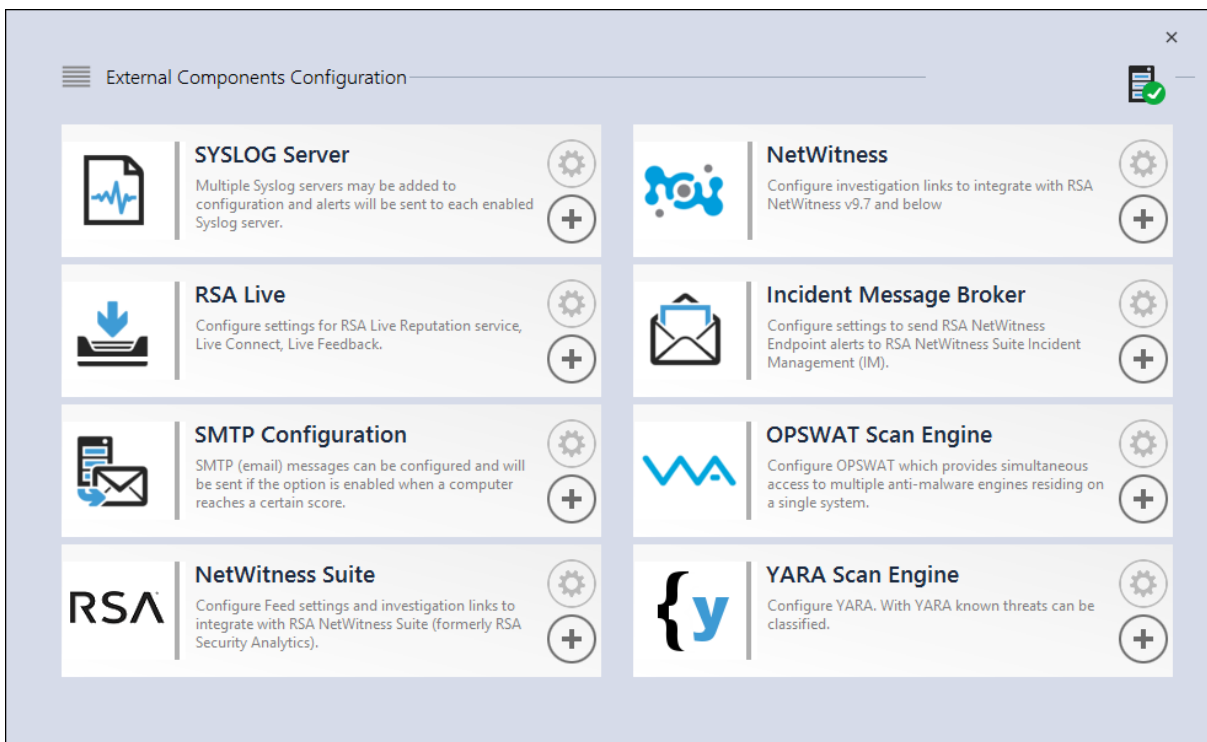 External Components Configuration
SYSLOG Server
Multiple Syslog servers may be added to
configuration and alerts will be sent to each enabled
Syslog server.
NetWitness
Configure investigation links to integrate with RSA
NetWitness v9.7 and below
RSA Live
Configure settings for RSA Live Reputation service,
Live Connect, Live Feedback.
Incident Message Broker
Configure settings to send RSA NetWitness
Endpoint alerts to RSA NetWitness Suite Incident
Management (IM).
SMTP Configuration
SMTP (email) messages can be configured and will
be sent if the option is enabled when a computer
reaches a certain score.
OPSWAT Scan Engine
Configure OPSWAT which provides simultaneous
access to multiple anti-malware engines residing on
a single system.
RSA
NetWitness Suite
Configure Feed settings and investigation links to
integrate with RSA NetWitness Suite (formerly RSA
Security Analytics).
{y
YARA Scan Engine
Configure YARA. With YARA known threats can be
classified.